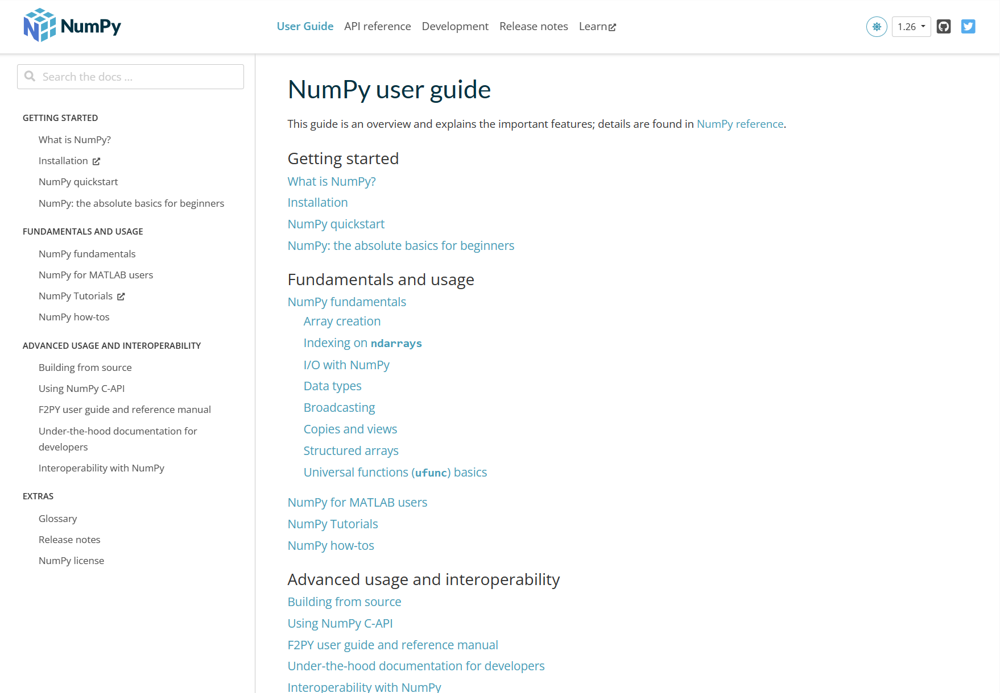 NumPy
User Guide API reference Development Release notes Learn
1.26
Search the docs ...
GETTING STARTED
What is NumPy?
Installation
NumPy quickstart
NumPy: the absolute basics for beginners
FUNDAMENTALS AND USAGE
NumPy fundamentals
NumPy for MATLAB users
NumPy Tutorials
NumPy how-tos
ADVANCED USAGE AND INTEROPERABILITY
Building from source
Using NumPy C-API
F2PY user guide and reference manual
Under-the-hood documentation for
developers
Interoperability with NumPy
EXTRAS
Glossary
Release notes
NumPy license
NumPy user guide
This guide is an overview and explains the important features; details are found in NumPy reference.
Getting started
What is NumPy?
Installation
NumPy quickstart
NumPy: the absolute basics for beginners
Fundamentals and usage
NumPy fundamentals
Array creation
Indexing on ndarrays
I/O with NumPy
Data types
Broadcasting
Copies and views
Structured arrays
Universal functions (ufunc) basics
NumPy for MATLAB users
NumPy Tutorials
NumPy how-tos
Advanced usage and interoperability
Building from source
Using NumPy C-API
F2PY user guide and reference manual
Under-the-hood documentation for developers
Interoperability with NumPy